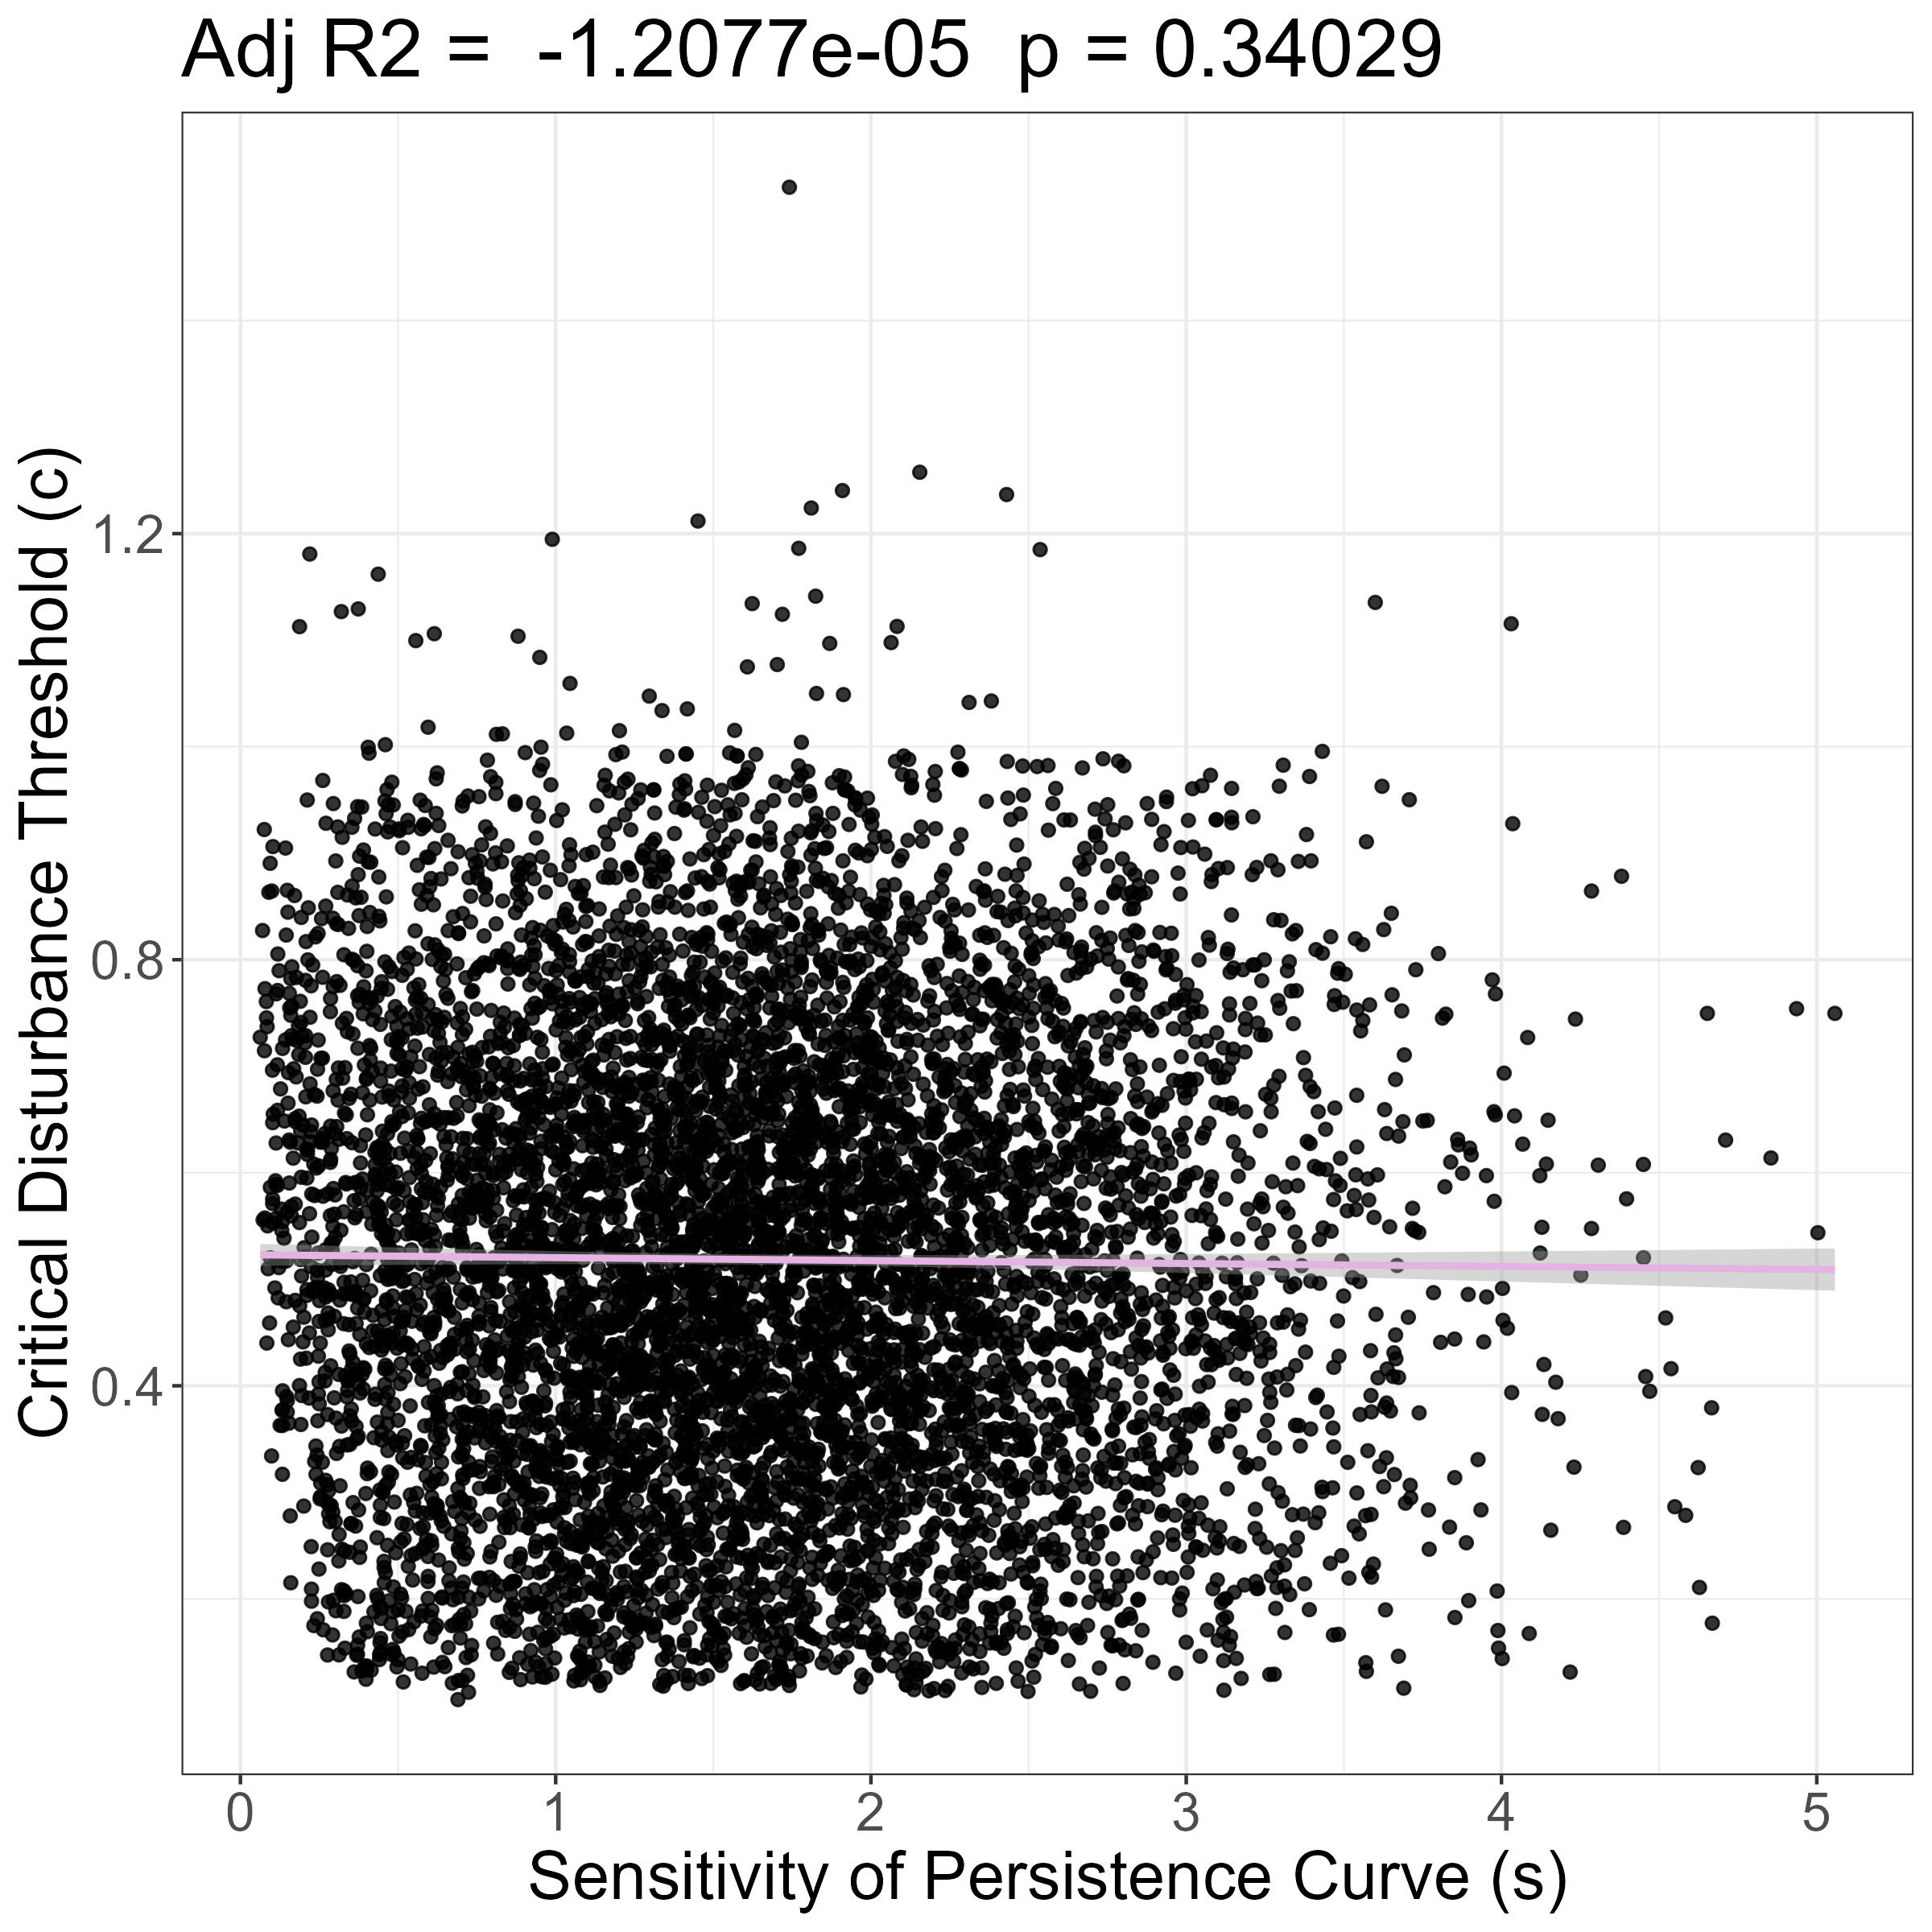 Adj R2 =  -1.2077e-05  p = 0.34029
Critical Disturbance Threshold (c)
1.2
0.8
0.4
0 1 2 3 4 5
Sensitivity of Persistence Curve (s)